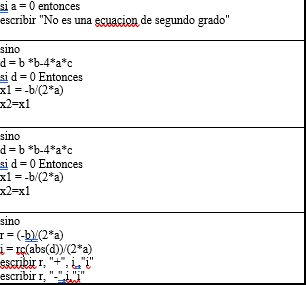 si a = 0 entonces
escribir "No es una ecuacion de segundo grado"
sino
d = b *b-4*a*c
si d = 0 Entonces
x1 = -b/(2*a)
x2=x1
sino
d = b *b-4*a*c
si d = 0 Entonces
x1 = -b/(2*a)
x2=x1
sino
r = (-b)/(2*a)
i = rc(abs(d))/(2*a)
escribir r, "+", i ,"i"
escribir r, "-",i,"i"